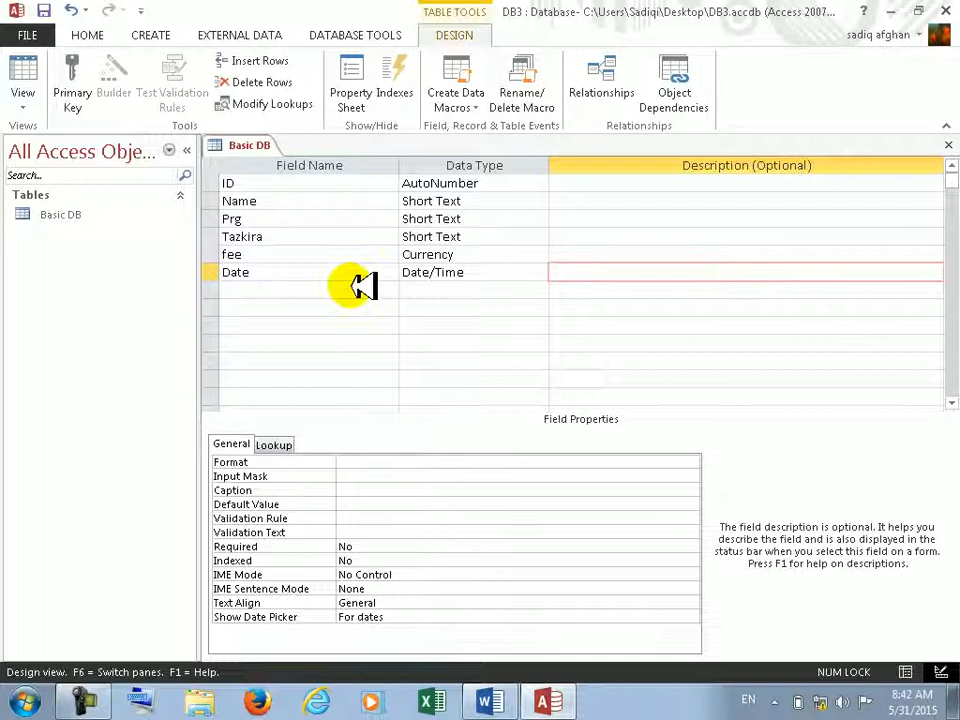 TABLE TOOLS
DB3 : Database- C:\Users\Sadiqi\Desktop\DB3.accdb (Access 2007...
FILE HOME CREATE EXTERNAL DATA DATABASE TOOLS DESIGN sadiq afghan
View
Primary Key
Builder
Test Validation Rules
Insert Rows
Delete Rows
Modify Lookups
Property Sheet
Indexes
Create Data Macros
Rename/ Delete Macro
Relationships
Object Dependencies
Views Tools Show/Hide Field, Record & Table Events Relationships
All Access Obje...
Search...
Tables
Basic DB
Basic DB
Field Name Data Type Description (Optional)
ID AutoNumber
Name Short Text
Prg Short Text
Tazkira Short Text
fee Currency
Date Date/Time
Field Properties
General Lookup
Format
Input Mask
Caption
Default Value
Validation Rule
Validation Text
Required No
Indexed No
IME Mode No Control
IME Sentence Mode None
Text Align General
Show Date Picker For dates
The field description is optional. It helps you
describe the field and is also displayed in the
status bar when you select this field on a form.
Press F1 for help on descriptions.
Design view. F6 = Switch panes. F1 = Help. NUM LOCK
EN
8:42 AM
5/31/2015